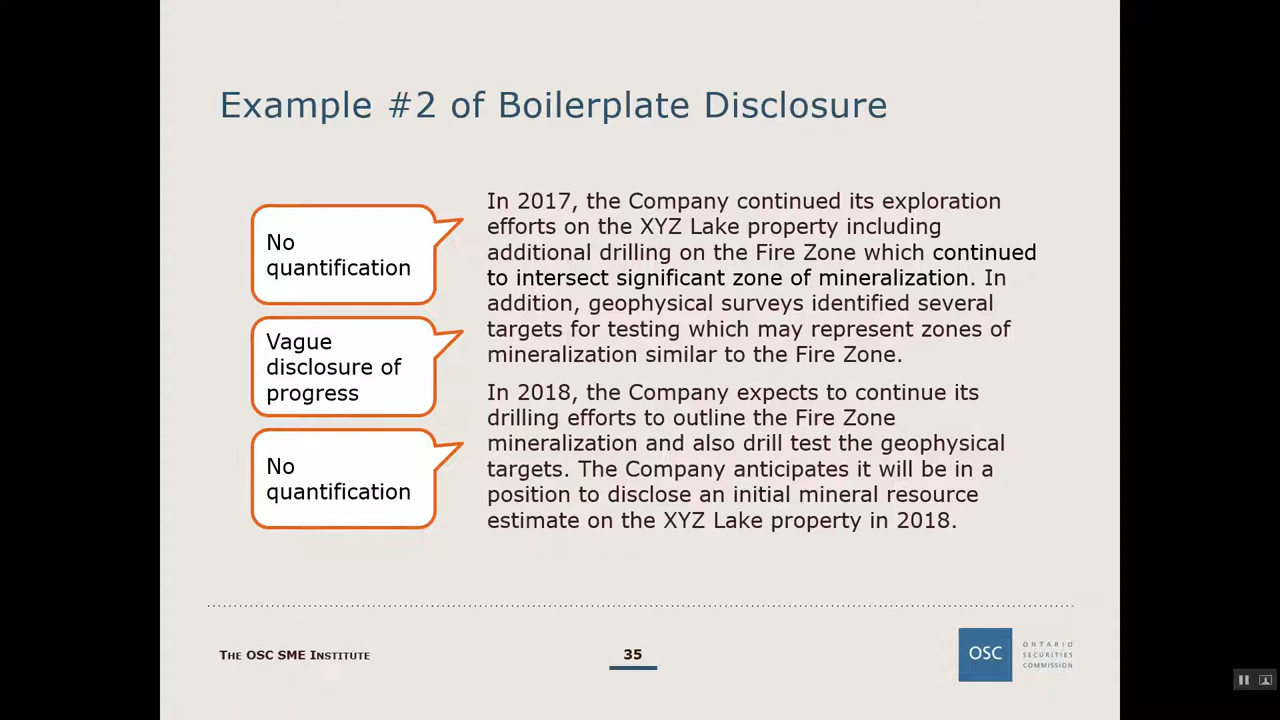 Example #2 of Boilerplate Disclosure
No
quantification
Vague
disclosure of
progress
No
quantification
In 2017, the Company continued its exploration
efforts on the XYZ Lake property including
additional drilling on the Fire Zone which continued
to intersect significant zone of mineralization. In
addition, geophysical surveys identified several
targets for testing which may represent zones of
mineralization similar to the Fire Zone.
In 2018, the Company expects to continue its
drilling efforts to outline the Fire Zone
mineralization and also drill test the geophysical
targets. The Company anticipates it will be in a
position to disclose an initial mineral resource
estimate on the XYZ Lake property in 2018.
THE OSC SME INSTITUTE
35
OSC
ONTARIO
SECURITIES
COMMISSION